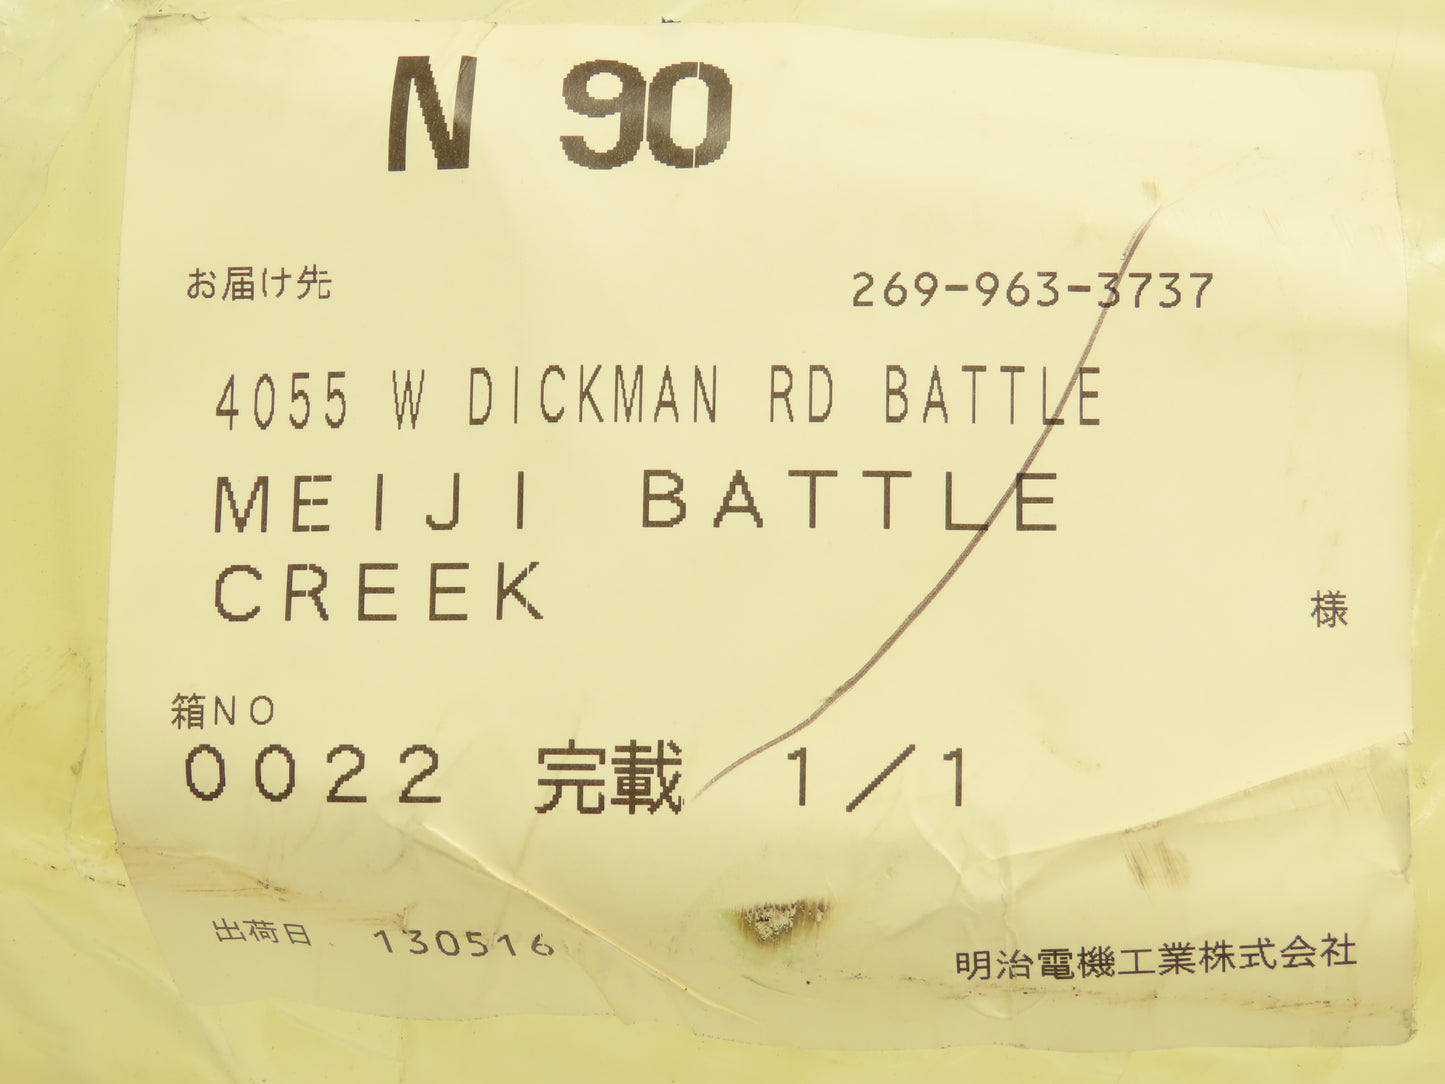 N 90
お届け先 269-963-3737
4055 W DICKMAN RD BATTLE
MEIJI BATTLE
CREEK
様
箱NO
0022 完載 1/1
出荷日 130516
明治電機工業株式会社